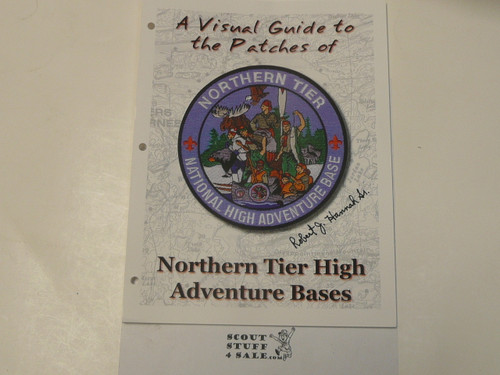 A Visual Guide to
the Patches of
NORTHERN TIER
NATIONAL HIGH ADVENTURE BASE
Robert J. Hannah Sr.
Northern Tier High
Adventure Bases
SCOUT
STUFF
4 SALE.com